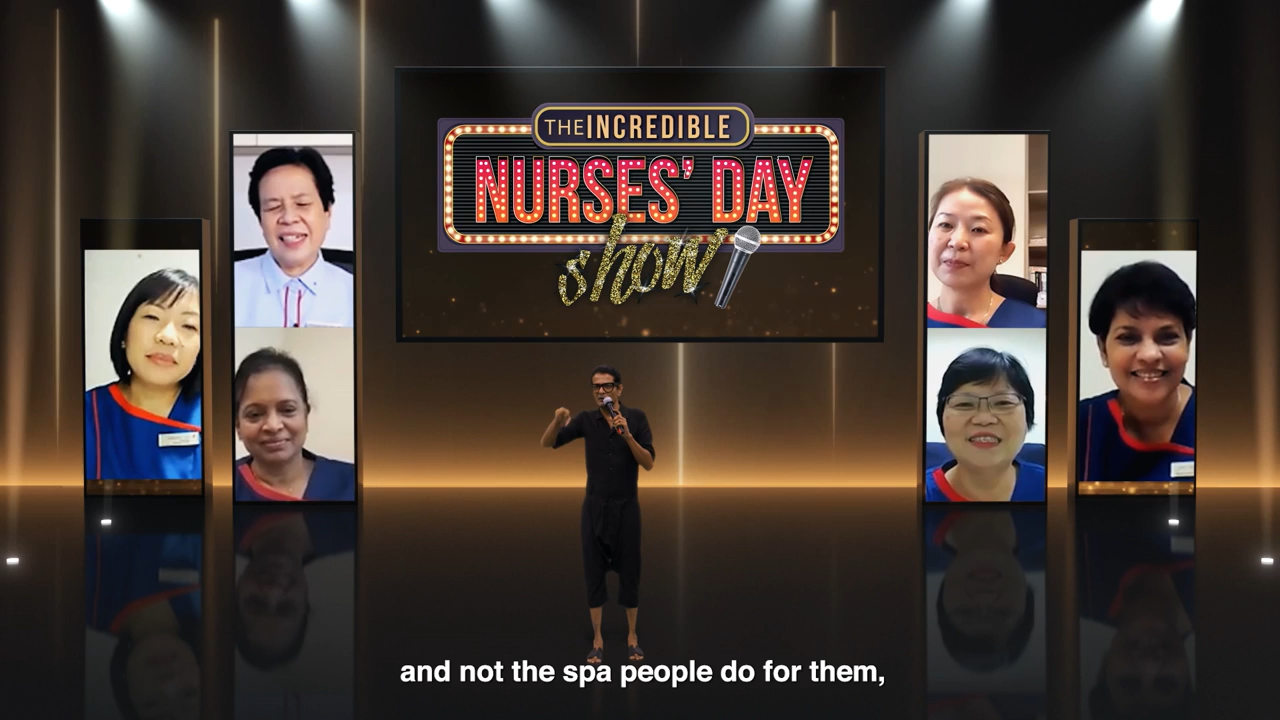 THE INCREDIBLE
NURSES' DAY
show
and not the spa people do for them,